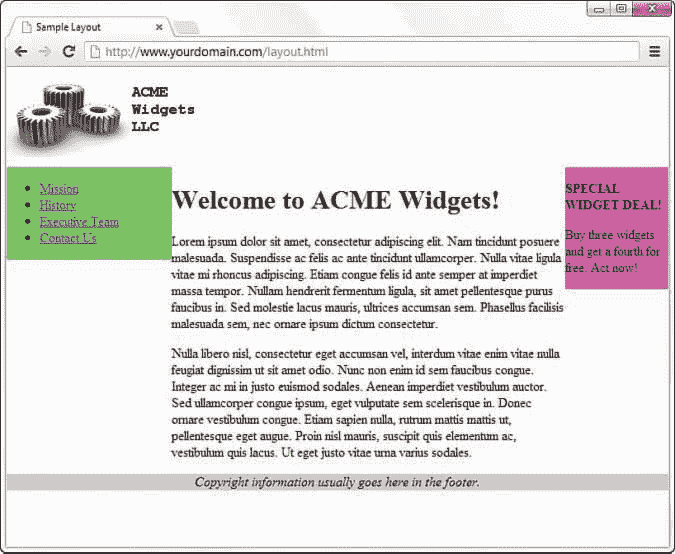 Sample Layout
http://www.yourdomain.com/layout.html
ACME
Widgets
LLC
Mission
History
Executive Team
Contact Us
Welcome to ACME Widgets!
Lorem ipsum dolor sit amet, consectetur adipiscing elit. Nam tincidunt posuere
malesuada. Suspendisse ac felis ac ante tincidunt ullamcorper. Nulla vitae ligula
vitae mi rhoncus adipiscing. Etiam congue felis id ante semper at imperdiet
massa tempor. Nullam hendrerit fermentum ligula, sit amet pellentesque purus
faucibus in. Sed molestie lacus mauris, ultrices accumsan sem. Phasellus facilisis
malesuada sem, nec ornare ipsum dictum consectetur.
Nulla libero nisl, consectetur eget accumsan vel, interdum vitae enim vitae nulla
feugiat dignissim ut sit amet odio. Nunc non enim id sem faucibus congue.
Integer ac mi in justo euismod sodales. Aenean imperdiet vestibulum auctor.
Sed ullamcorper congue ipsum, eget vulputate sem scelerisque in. Donec
ornare vestibulum congue. Etiam sapien nulla, rutrum mattis mattis ut,
pellentesque eget augue. Proin nisl mauris, suscipit quis elementum ac,
vestibulum quis lacus. Ut eget justo vitae urna varius sodales.
SPECIAL
WIDGET DEAL!
Buy three widgets
and get a fourth for
free. Act now!
Copyright information usually goes here in the footer.